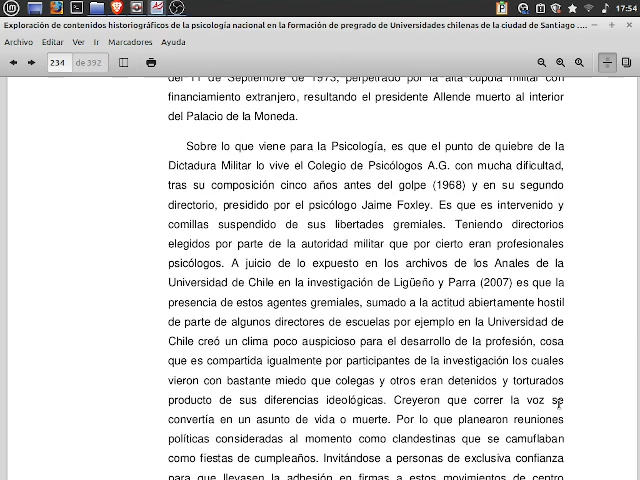 17:54
Exploración de contenidos historiográficos de la psicología nacional en la formación de pregrado de Universidades chilenas de la ciudad de Santiago ....
Archivo Editar Ver Ir Marcadores Ayuda
234 de 392
del 11 de Septiembre de 1973, perpetrado por la alta cúpula militar con
financiamiento extranjero, resultando el presidente Allende muerto al interior
del Palacio de la Moneda.
Sobre lo que viene para la Psicología, es que el punto de quiebre de la
Dictadura Militar lo vive el Colegio de Psicólogos A.G. con mucha dificultad,
tras su composición cinco años antes del golpe (1968) y en su segundo
directorio, presidido por el psicólogo Jaime Foxley. Es que es intervenido y
comillas suspendido de sus libertades gremiales. Teniendo directorios
elegidos por parte de la autoridad militar que por cierto eran profesionales
psicólogos. A juicio de lo expuesto en los archivos de los Anales de la
Universidad de Chile en la investigación de Ligüeño y Parra (2007) es que la
presencia de estos agentes gremiales, sumado a la actitud abiertamente hostil
de parte de algunos directores de escuelas por ejemplo en la Universidad de
Chile creó un clima poco auspicioso para el desarrollo de la profesión, cosa
que es compartida igualmente por participantes de la investigación los cuales
vieron con bastante miedo que colegas y otros eran detenidos y torturados
producto de sus diferencias ideológicas. Creyeron que correr la voz se
convertía en un asunto de vida o muerte. Por lo que planearon reuniones
políticas consideradas al momento como clandestinas que se camuflaban
como fiestas de cumpleaños. Invitándose a personas de exclusiva confianza
para que llevasen la adhesión en firmas a estos movimientos de centro